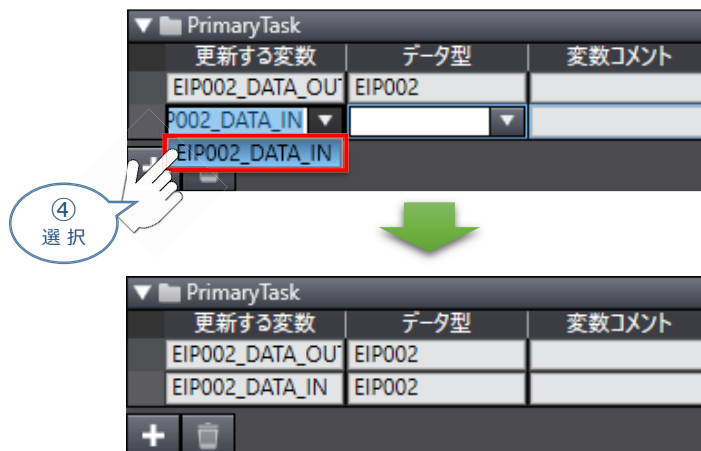 PrimaryTask
更新する変数 データ型 変数コメント
EIP002_DATA_OU EIP002
P002_DATA_IN
EIP002_DATA_IN
④
選択
PrimaryTask
更新する変数 データ型 変数コメント
EIP002_DATA_OU EIP002
EIP002_DATA_IN EIP002